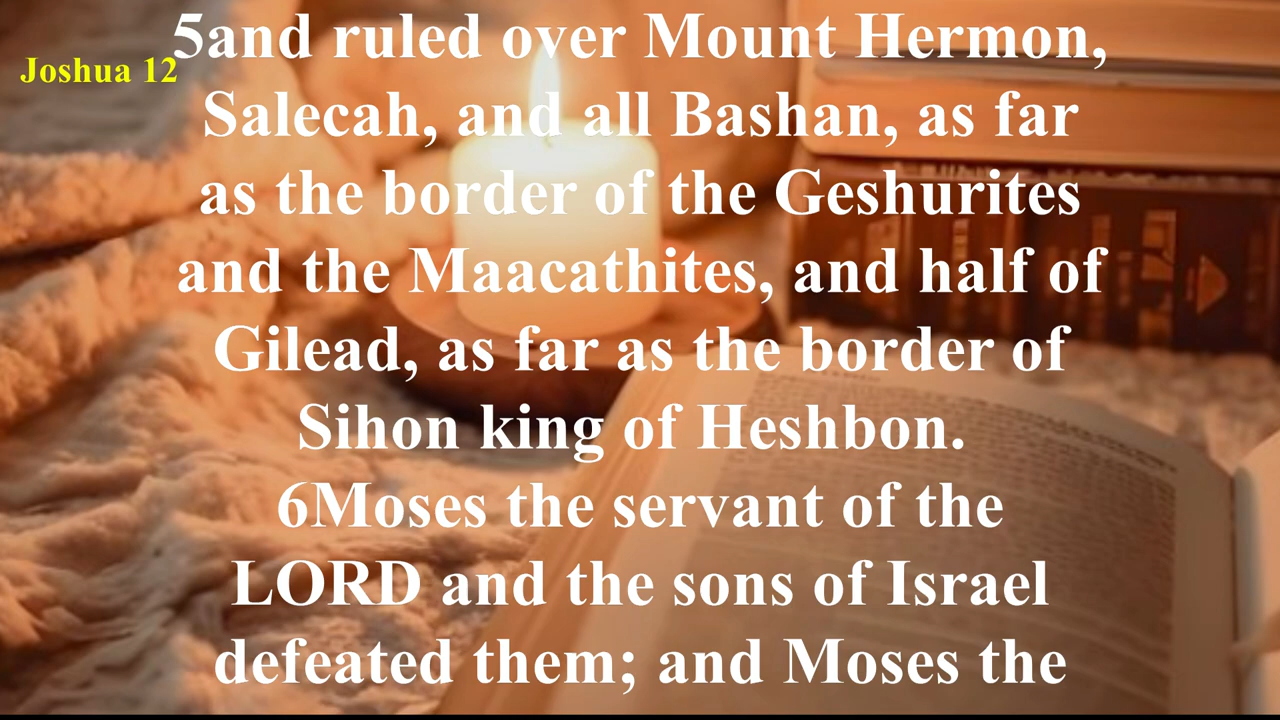 Joshua 12
5and ruled over Mount Hermon,
Salecah, and all Bashan, as far
as the border of the Geshurites
and the Maacathites, and half of
Gilead, as far as the border of
Sihon king of Heshbon.
6Moses the servant of the
LORD and the sons of Israel
defeated them; and Moses the